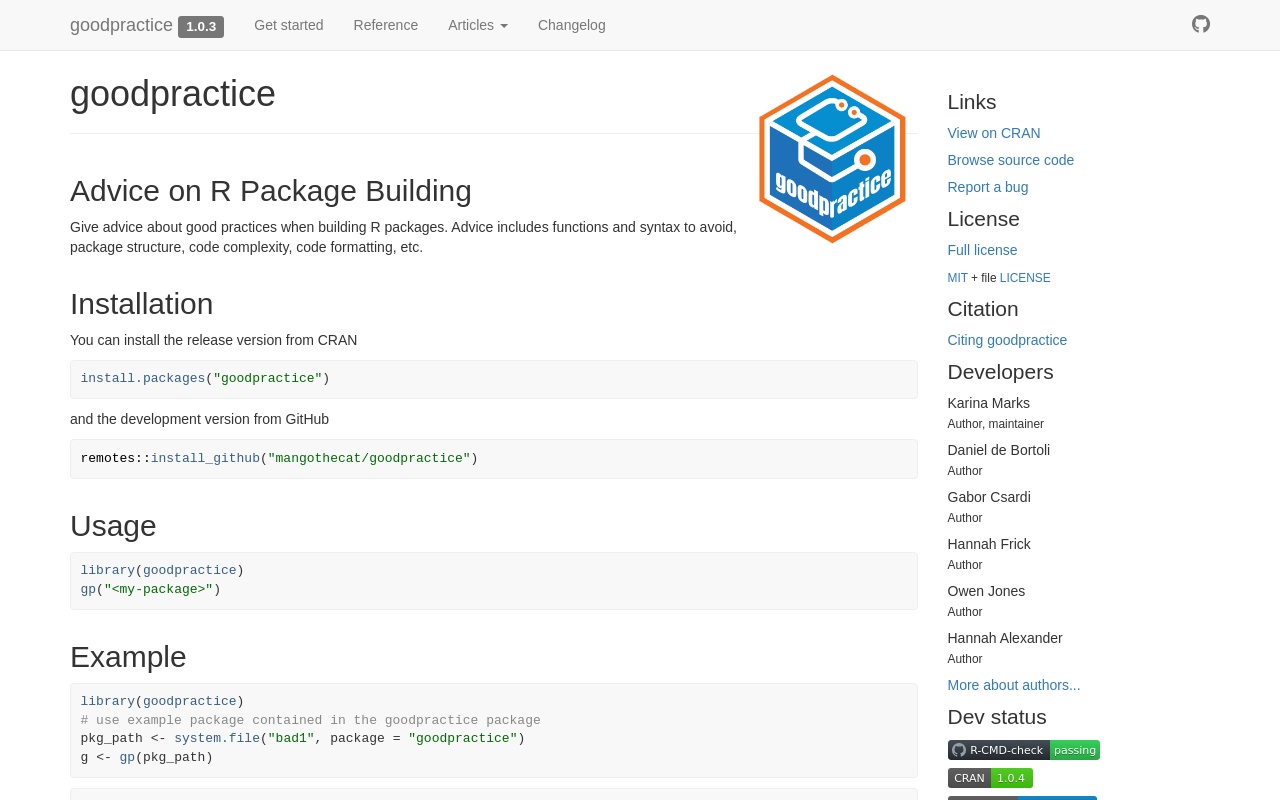 goodpractice 1.0.3 Get started Reference Articles Changelog
goodpractice
goodpractice
Advice on R Package Building
Give advice about good practices when building R packages. Advice includes functions and syntax to avoid,
package structure, code complexity, code formatting, etc.
Installation
You can install the release version from CRAN
install.packages("goodpractice")
and the development version from GitHub
remotes::install_github("mangothecat/goodpractice")
Usage
library(goodpractice)
gp("<my-package>")
Example
library(goodpractice)
# use example package contained in the goodpractice package
pkg_path <- system.file("bad1", package = "goodpractice")
g <- gp(pkg_path)
Links
View on CRAN
Browse source code
Report a bug
License
Full license
MIT + file LICENSE
Citation
Citing goodpractice
Developers
Karina Marks
Author, maintainer
Daniel de Bortoli
Author
Gabor Csardi
Author
Hannah Frick
Author
Owen Jones
Author
Hannah Alexander
Author
More about authors...
Dev status
R-CMD-check passing
CRAN 1.0.4